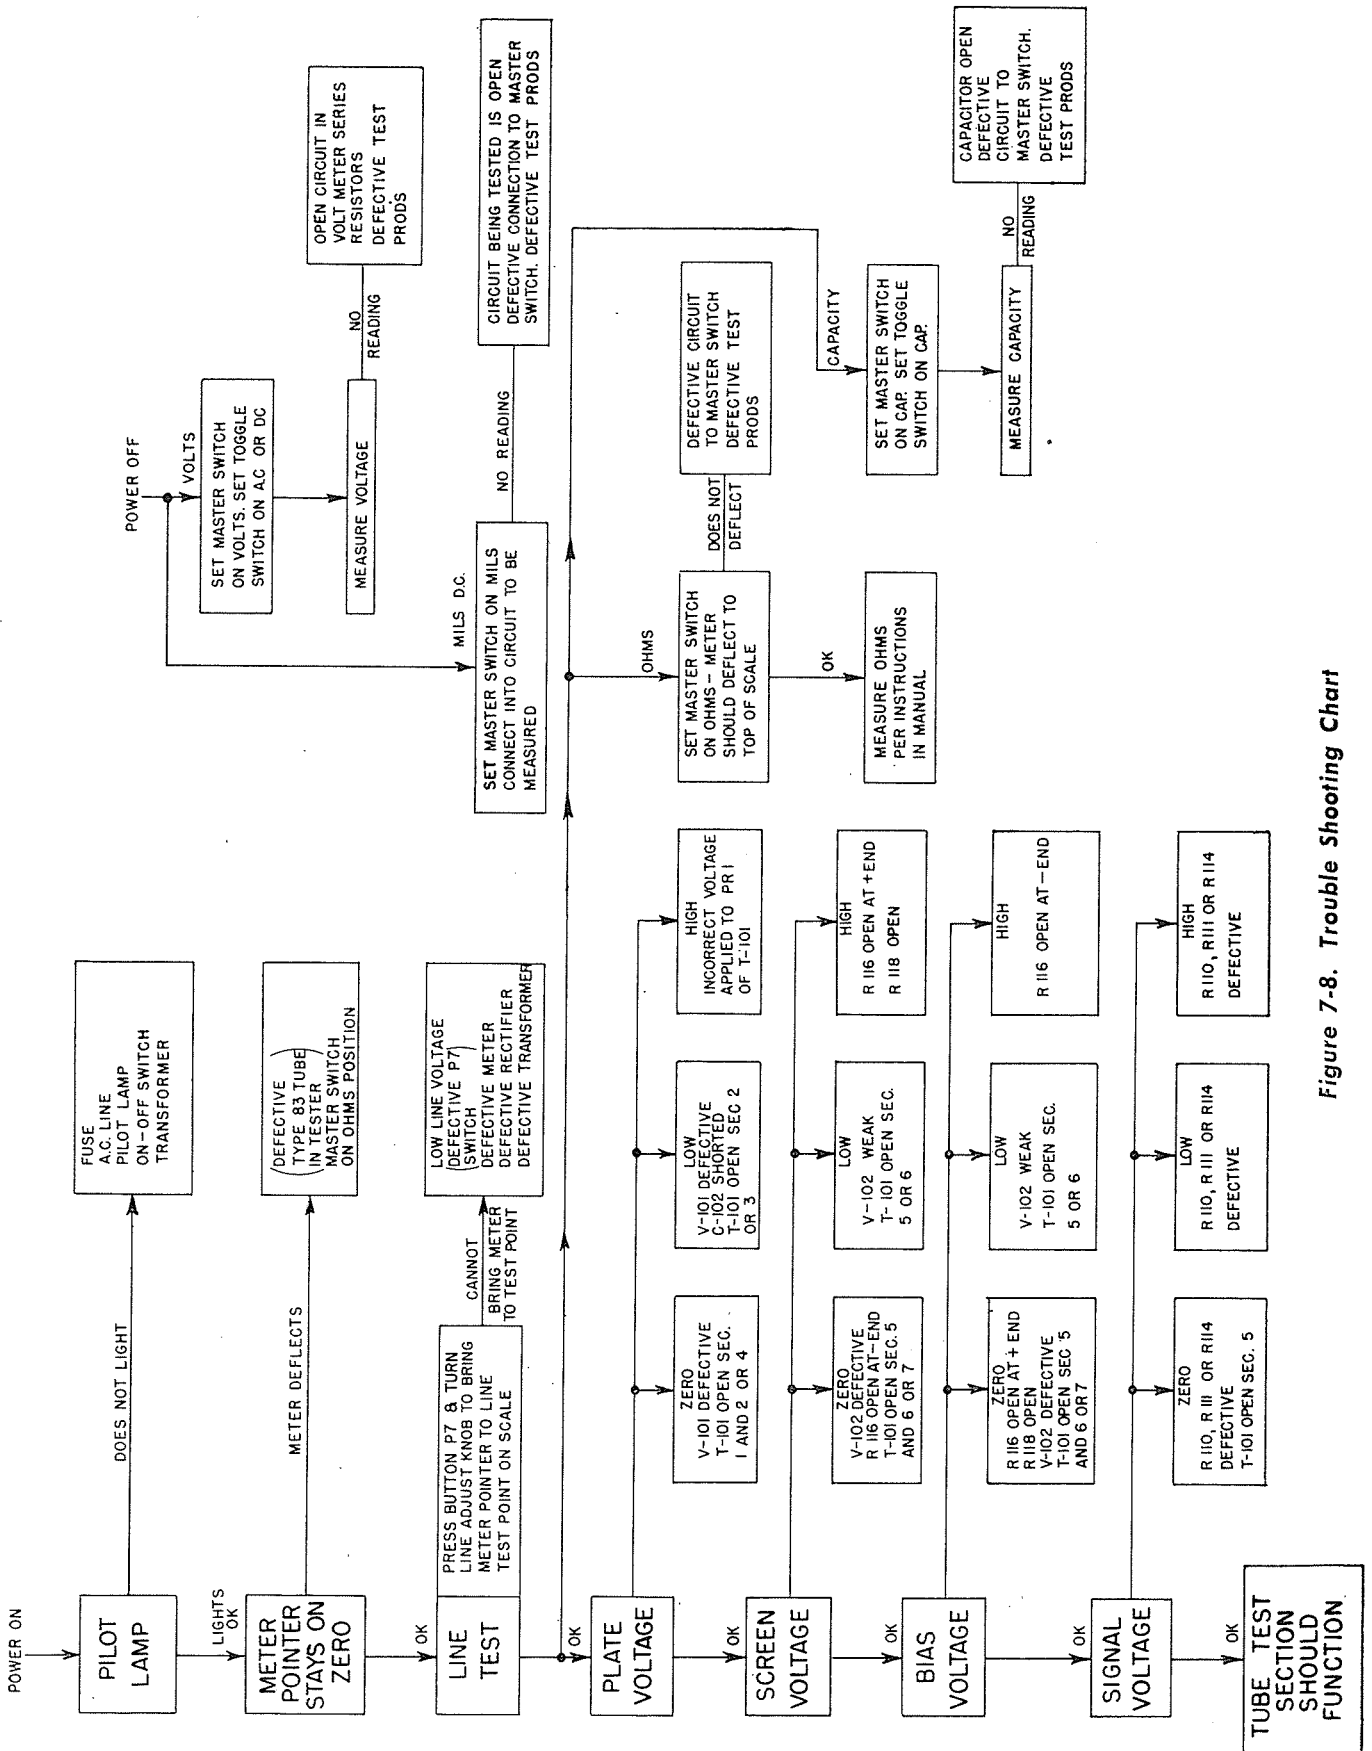 POWER ON
PILOT
LAMP
DOES NOT LIGHT
FUSE
A.C. LINE
PILOT LAMP
ON-OFF SWITCH
TRANSFORMER
LIGHTS
OK
METER
POINTER
STAYS ON
ZERO
METER DEFLECTS
(DEFECTIVE
TYPE 83 TUBE
IN TESTER)
MASTER SWITCH
ON OHMS POSITION
OK
LINE
TEST
PRESS BUTTON P7 & TURN
LINE ADJUST KNOB TO BRING
METER POINTER TO LINE
TEST POINT ON SCALE
CANNOT
BRING METER
TO TEST POINT
LOW LINE VOLTAGE
(DEFECTIVE P7)
SWITCH
DEFECTIVE METER
DEFECTIVE RECTIFIER
DEFECTIVE TRANSFORMER
OK
PLATE
VOLTAGE
ZERO
V-101 DEFECTIVE
T-101 OPEN SEC.
1 AND 2 OR 4
LOW
V-101 DEFECTIVE
C-102 SHORTED
T-101 OPEN SEC 2
OR 3
HIGH
INCORRECT VOLTAGE
APPLIED TO PRI
OF T-101
OK
SCREEN
VOLTAGE
ZERO
V-102 DEFECTIVE
R 116 OPEN AT-END
T-101 OPEN SEC. 5
AND 6 OR 7
LOW
V-102 WEAK
T-101 OPEN SEC.
5 OR 6
HIGH
R 116 OPEN AT +END
R 118 OPEN
OK
BIAS
VOLTAGE
ZERO
R 116 OPEN AT + END
R 118 OPEN
V-102 DEFECTIVE
T-101 OPEN SEC 5
AND 6 OR 7
LOW
V-102 WEAK
T-101 OPEN SEC.
5 OR 6
HIGH
R 116 OPEN AT-END
OK
SIGNAL
VOLTAGE
ZERO
R 110, R 111 OR R114
DEFECTIVE
T-101 OPEN SEC. 5
LOW
R 110, R 111 OR R114
DEFECTIVE
HIGH
R 110, R111 OR R114
DEFECTIVE
OK
TUBE TEST
SECTION
SHOULD
FUNCTION
POWER OFF
VOLTS
SET MASTER SWITCH
ON VOLTS. SET TOGGLE
SWITCH ON A.C OR DC
MEASURE VOLTAGE
NO
READING
OPEN CIRCUIT IN
VOLT METER SERIES
RESISTORS
DEFECTIVE TEST
PRODS
MILS D.C.
SET MASTER SWITCH ON MILS
CONNECT INTO CIRCUIT TO BE
MEASURED
NO READING
CIRCUIT BEING TESTED IS OPEN
DEFECTIVE CONNECTION TO MASTER
SWITCH. DEFECTIVE TEST PRODS
OHMS
SET MASTER SWITCH
ON OHMS- METER
SHOULD DEFLECT TO
TOP OF SCALE
DOES NOT
DEFLECT
DEFECTIVE CIRCUIT
TO MASTER SWITCH
DEFECTIVE TEST
PRODS
OK
MEASURE OHMS
PER INSTRUCTIONS
IN MANUAL
CAPACITY
SET MASTER SWITCH
ON CAP. SET TOGGLE
SWITCH ON CAP.
MEASURE CAPACITY
NO
READING
CAPACITOR OPEN
DEFECTIVE
CIRCUIT TO
MASTER SWITCH.
DEFECTIVE
TEST PRODS
Figure 7-8. Trouble Shooting Chart